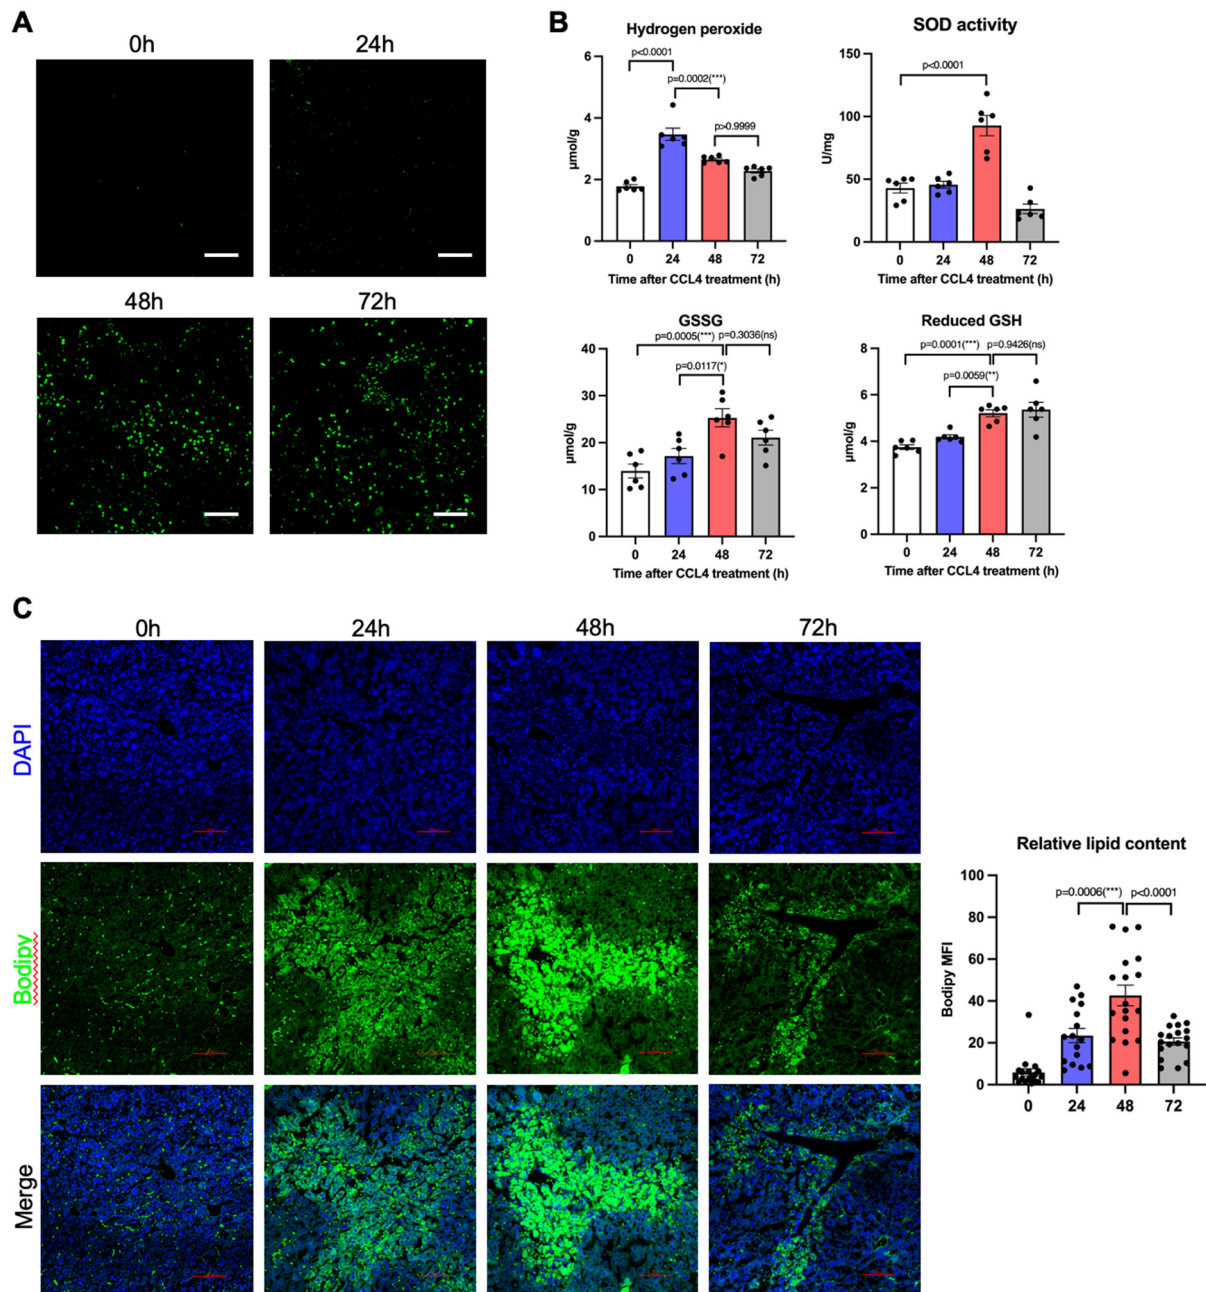 A
0h
24h
48h
72h
B
Hydrogen peroxide
p<0.0001
p=0.0002(***)
p>0.9999
6
4
2
0
µmol/g
0 24 48 72
Time after CCL4 treatment (h)
SOD activity
p<0.0001
150
100
50
0
U/mg
0 24 48 72
Time after CCL4 treatment (h)
GSSG
p=0.0005(***) p=0.3036(ns)
p=0.0117(*)
40
30
20
10
0
µmol/g
0 24 48 72
Time after CCL4 treatment (h)
Reduced GSH
p=0.0001(***) p=0.9426(ns)
p=0.0059(**)
8
6
4
2
0
µmol/g
0 24 48 72
Time after CCL4 treatment (h)
C
0h 24h 48h 72h
DAPI
Bodipy
Merge
Relative lipid content
p=0.0006(***) p<0.0001
100
80
60
40
20
0
Bodipy MFI
0 24 48 72